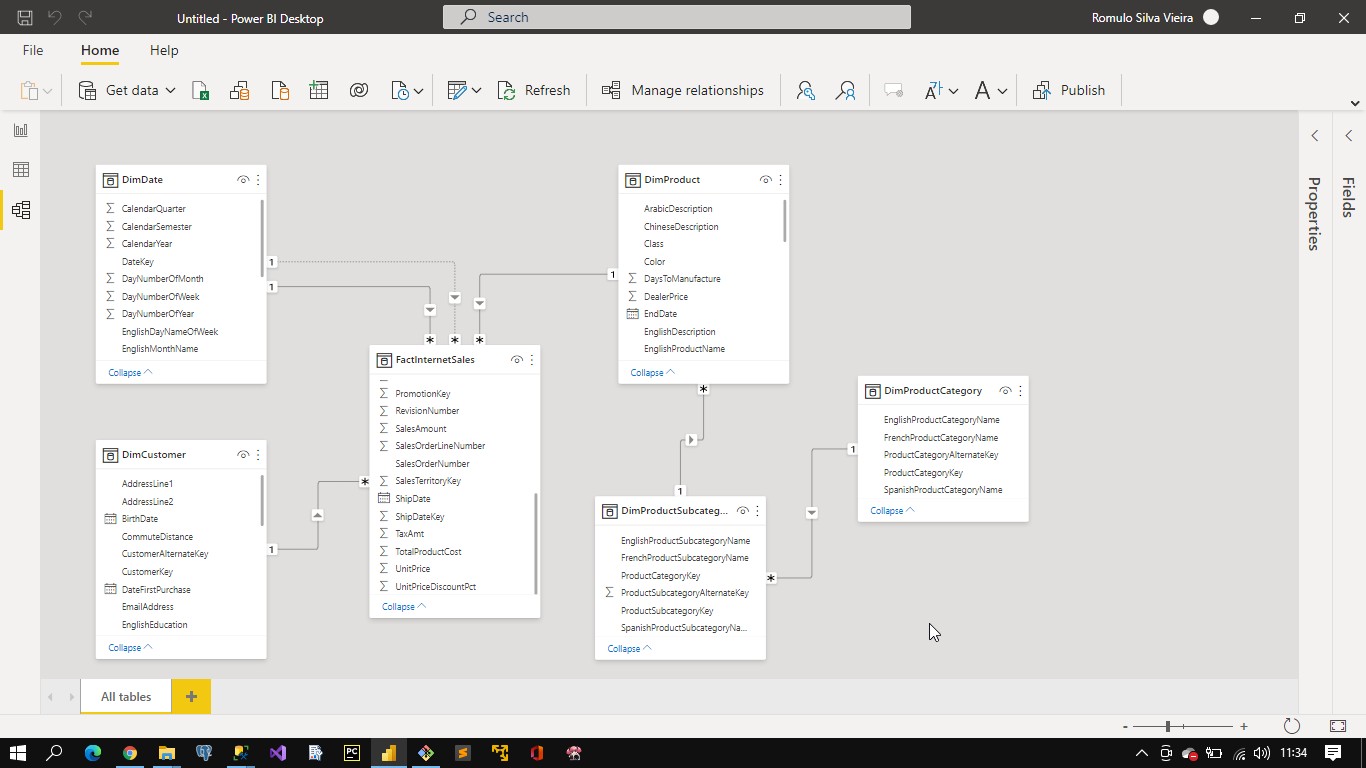 Untitled - Power BI Desktop
Search
Romulo Silva Vieira
File
Home
Help
Get data
Refresh
Manage relationships
Publish
DimDate
CalendarQuarter
CalendarSemester
CalendarYear
DateKey
DayNumberOfMonth
DayNumberOfWeek
DayNumberOfYear
EnglishDayNameOfWeek
EnglishMonthName
Collapse
1
1
DimCustomer
AddressLine1
AddressLine2
BirthDate
CommuteDistance
CustomerAlternateKey
CustomerKey
DateFirstPurchase
EmailAddress
EnglishEducation
Collapse
1
*
* * *
FactInternetSales
PromotionKey
RevisionNumber
SalesAmount
SalesOrderLineNumber
SalesOrderNumber
SalesTerritoryKey
ShipDate
ShipDateKey
TaxAmt
TotalProductCost
UnitPrice
UnitPriceDiscountPct
Collapse
1
DimProduct
ArabicDescription
ChineseDescription
Class
Color
DaysToManufacture
DealerPrice
EndDate
EnglishDescription
EnglishProductName
Collapse
*
1
DimProductSubcateg...
EnglishProductSubcategoryName
FrenchProductSubcategoryName
ProductCategoryKey
ProductSubcategoryAlternateKey
ProductSubcategoryKey
SpanishProductSubcategoryNa...
Collapse
*
1
DimProductCategory
EnglishProductCategoryName
FrenchProductCategoryName
ProductCategoryAlternateKey
ProductCategoryKey
SpanishProductCategoryName
Collapse
Properties
Fields
All tables
+
- +
PC
11:34